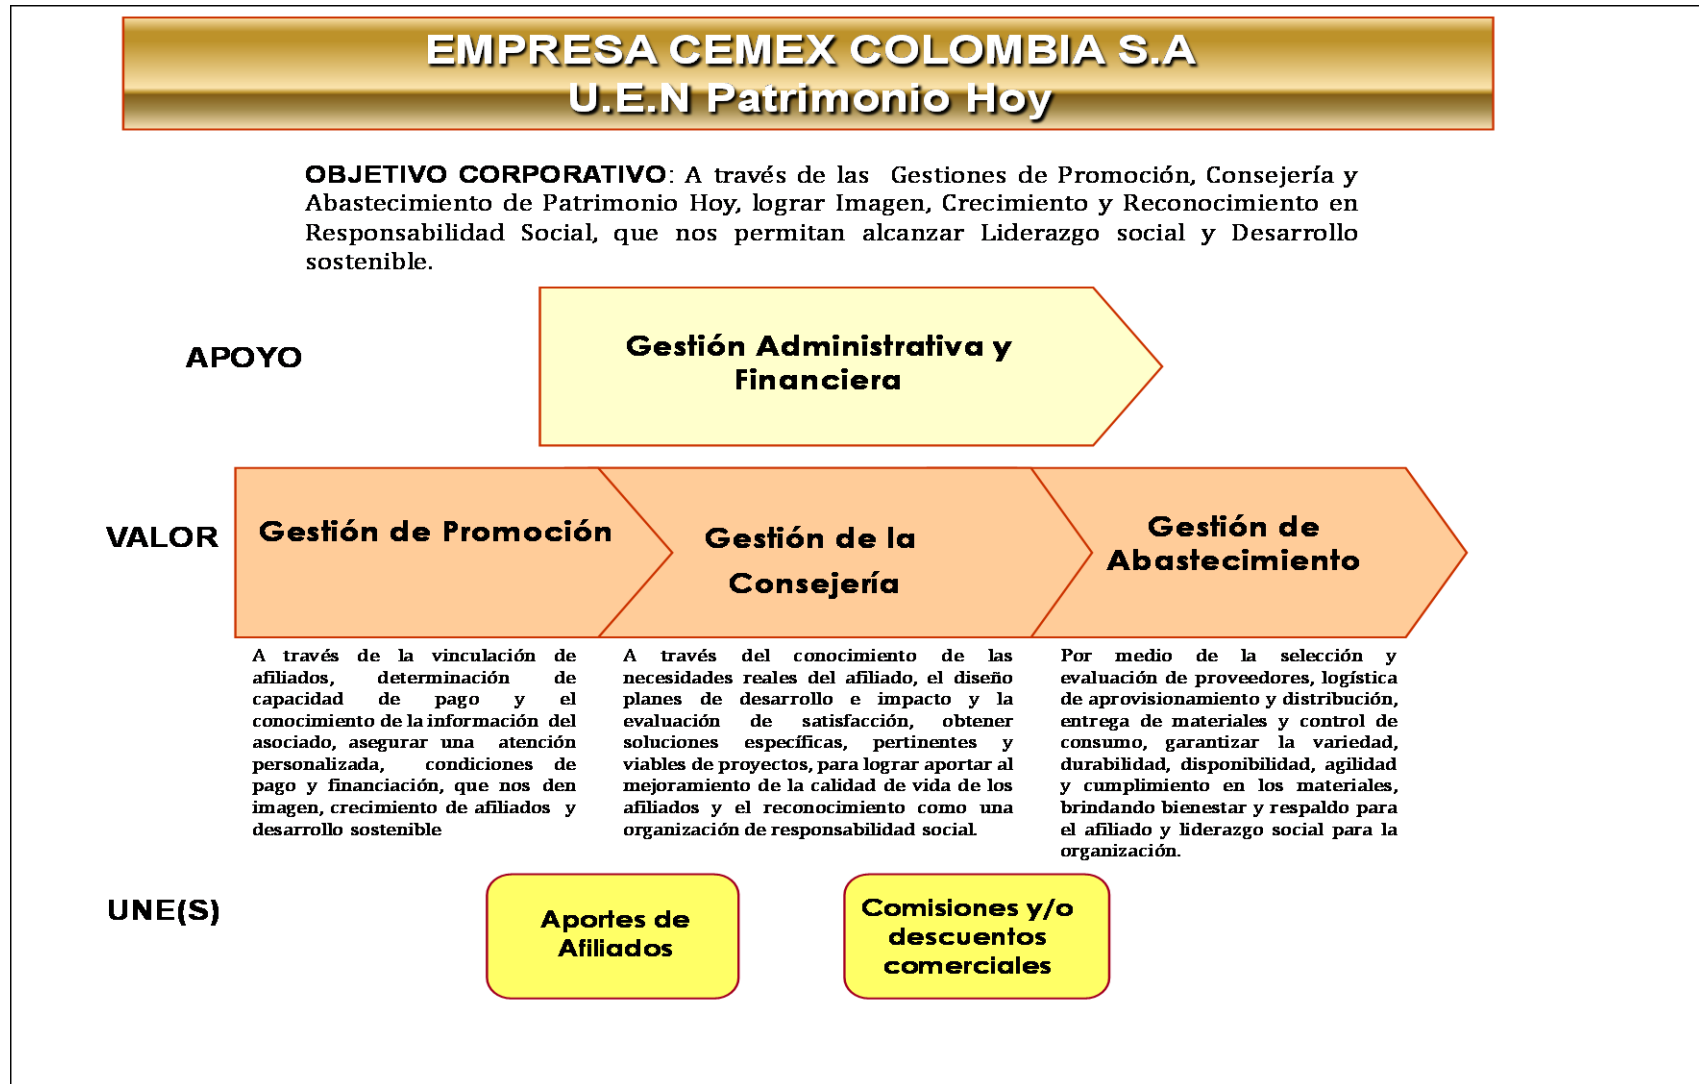 EMPRESA CEMEX COLOMBIA S.A
U.E.N Patrimonio Hoy
OBJETIVO CORPORATIVO: A través de las Gestiones de Promoción, Consejería y
Abastecimiento de Patrimonio Hoy, lograr Imagen, Crecimiento y Reconocimiento en
Responsabilidad Social, que nos permitan alcanzar Liderazgo social y Desarrollo
sostenible.
APOYO
Gestión Administrativa y
Financiera
VALOR
Gestión de Promoción
Gestión de la
Consejería
Gestión de
Abastecimiento
A través de la vinculación de
afiliados, determinación de
capacidad de pago y el
conocimiento de la información del
asociado, asegurar una atención
personalizada, condiciones de
pago y financiación, que nos den
imagen, crecimiento de afiliados y
desarrollo sostenible
A través del conocimiento de las
necesidades reales del afiliado, el diseño
planes de desarrollo e impacto y la
evaluación de satisfacción, obtener
soluciones específicas, pertinentes y
viables de proyectos, para lograr aportar al
mejoramiento de la calidad de vida de los
afiliados y el reconocimiento como una
organización de responsabilidad social.
Por medio de la selección y
evaluación de proveedores, logística
de aprovisionamiento y distribución,
entrega de materiales y control de
consumo, garantizar la variedad,
durabilidad, disponibilidad, agilidad
y cumplimiento en los materiales,
brindando bienestar y respaldo para
el afiliado y liderazgo social para la
organización.
UNE(S)
Aportes de
Afiliados
Comisiones y/o
descuentos
comerciales